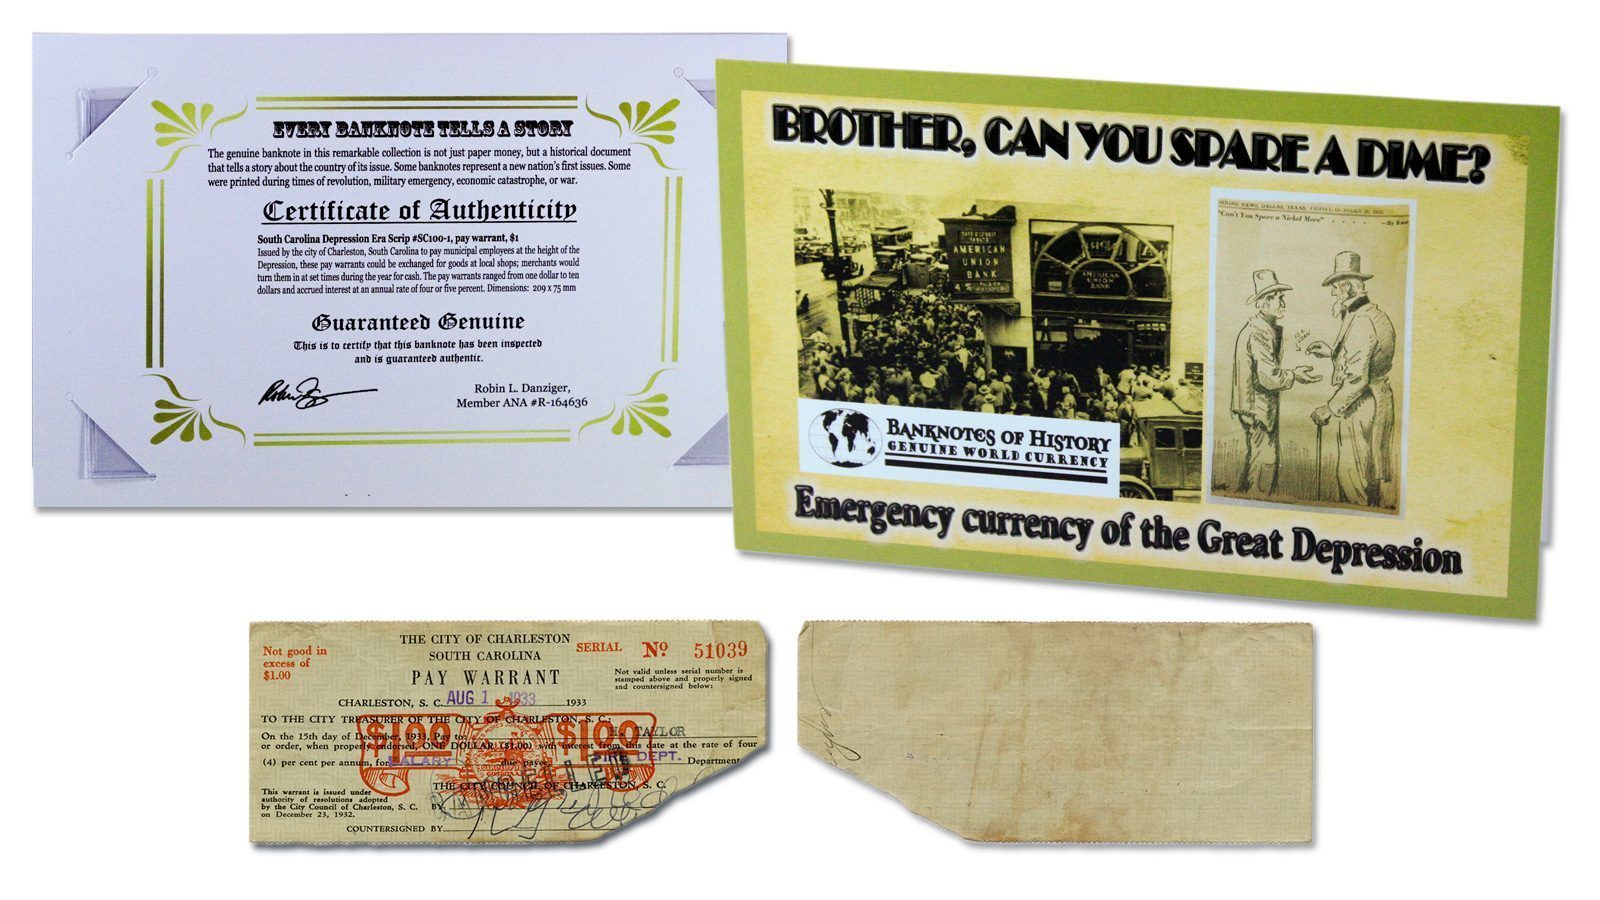 EVERY BANKNOTE TELLS A STORY
The genuine banknote in this remarkable collection is not just paper money, but a historical document
that tells a story about the country of its issue. Some banknotes represent a new nation's first issues. Some
were printed during times of revolution, military emergency, economic catastrophe, or war.
Certificate of Authenticity
South Carolina Depression Era Scrip #SC100-1, pay warrant, $1
Issued by the city of Charleston, South Carolina to pay municipal employees at the height of the
Depression, these pay warrants could be exchanged for goods at local shops; merchants would
turn them in at set times during the year for cash. The pay warrants ranged from one dollar to ten
dollars and accrued interest at an annual rate of four or five percent. Dimensions: 209 x 75 mm
Guaranteed Genuine
This is to certify that this banknote has been inspected
and is guaranteed authentic.
Robin L. Danziger,
Member ANA #R-164636
BROTHER, CAN YOU SPARE A DIME?
AMERICAN
UNION
BANK
AMERICAN
UNION
BANK
"Can't You Spare a Nickel More"
BANKNOTES OF HISTORY
GENUINE WORLD CURRENCY
Emergency currency of the Great Depression
Not good in
excess of
$1.00
THE CITY OF CHARLESTON
SOUTH CAROLINA
PAY WARRANT
SERIAL No 51039
Not valid unless serial number is
stamped above and properly signed
and countersigned below:
CHARLESTON, S. C. AUG 1 1933 1933
TO THE CITY TREASURER OF THE CITY OF CHARLESTON, S. C.:
$1.00 $1.00
On the 15th day of December, 1933, Pay to H. TAYLOR
or order, when properly endorsed, ONE DOLLAR ($1.00) with interest from this date at the rate of four
(4) per cent per annum, for SALARY due payee FIRE DEPT. Department
THE CITY COUNCIL OF CHARLESTON, S. C.
This warrant is issued under
authority of resolutions adopted
by the City Council of Charleston, S. C.
on December 23, 1932.
BY
CANCELLED
COUNTERSIGNED BY